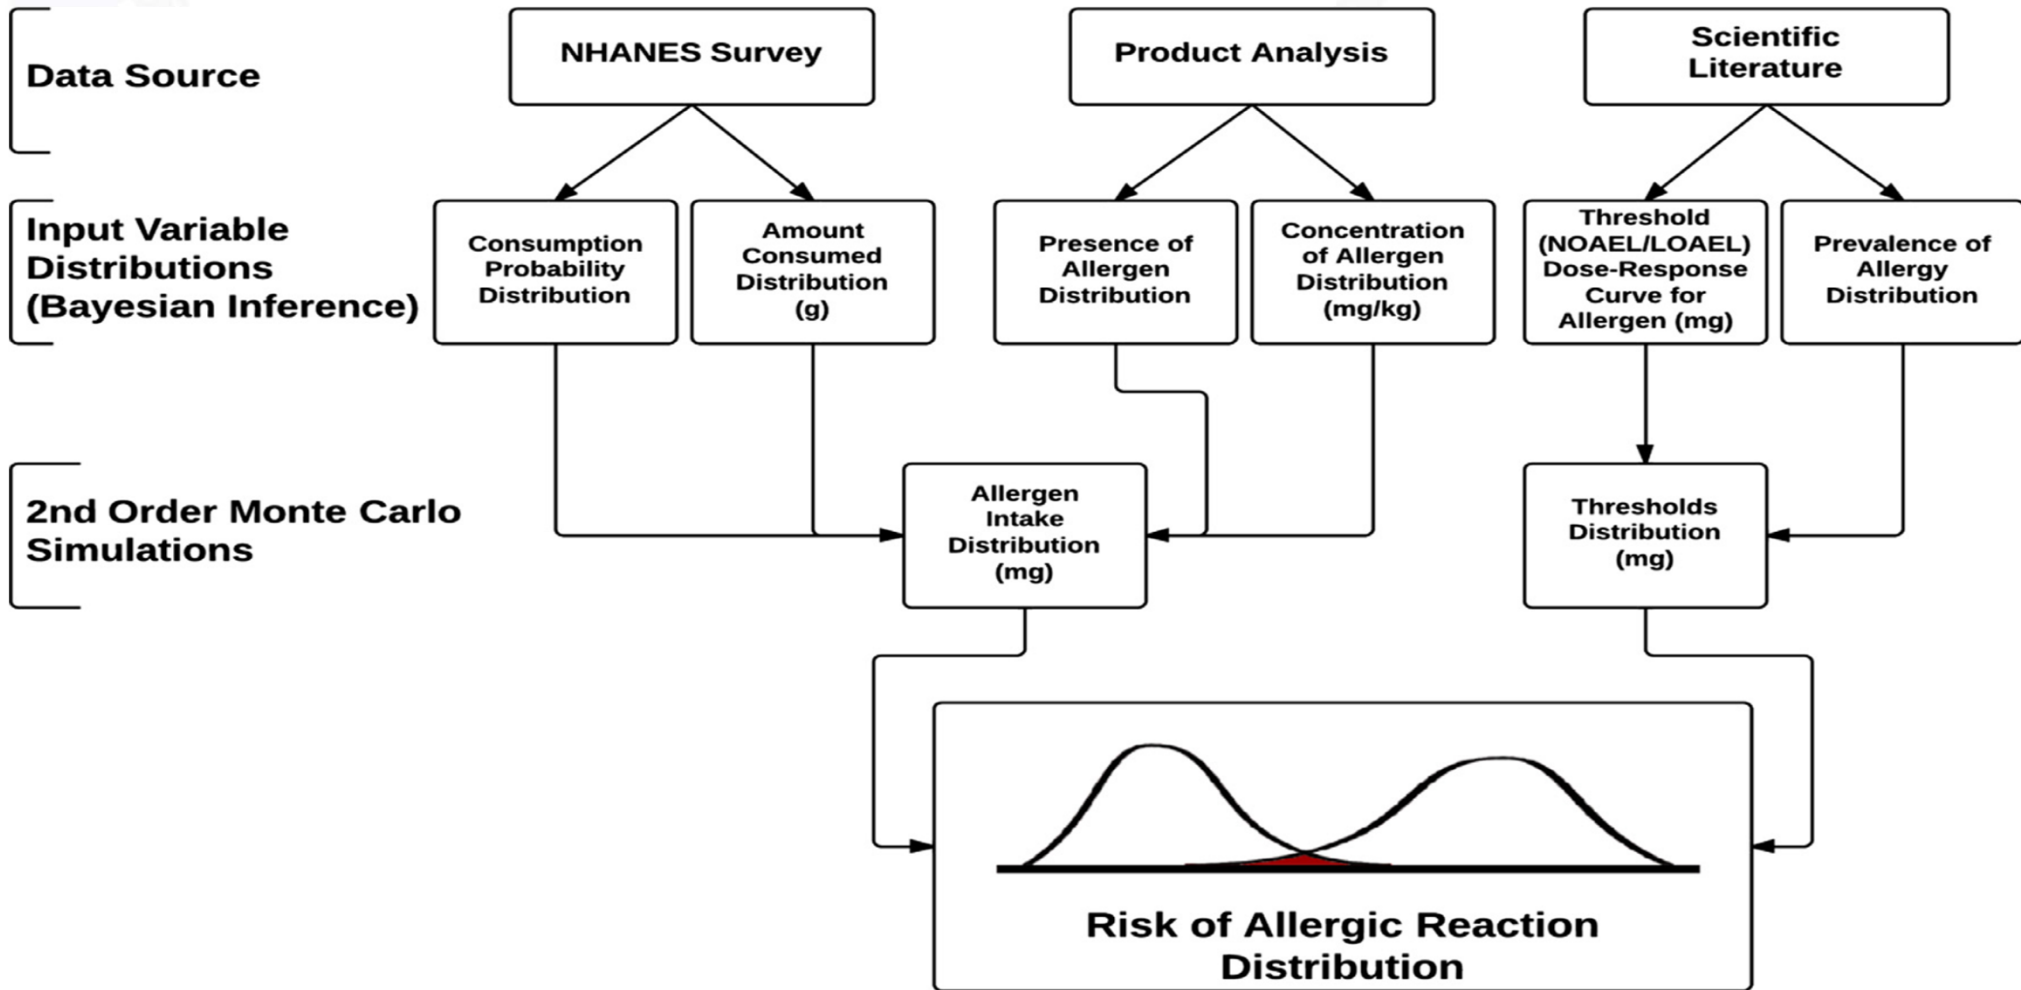 Data Source
NHANES Survey
Product Analysis
Scientific
Literature
Input Variable
Distributions
(Bayesian Inference)
Consumption
Probability
Distribution
Amount
Consumed
Distribution
(g)
Presence of
Allergen
Distribution
Concentration
of Allergen
Distribution
(mg/kg)
Threshold
(NOAEL/LOAEL)
Dose-Response
Curve for
Allergen (mg)
Prevalence of
Allergy
Distribution
2nd Order Monte Carlo
Simulations
Allergen
Intake
Distribution
(mg)
Thresholds
Distribution
(mg)
Risk of Allergic Reaction
Distribution